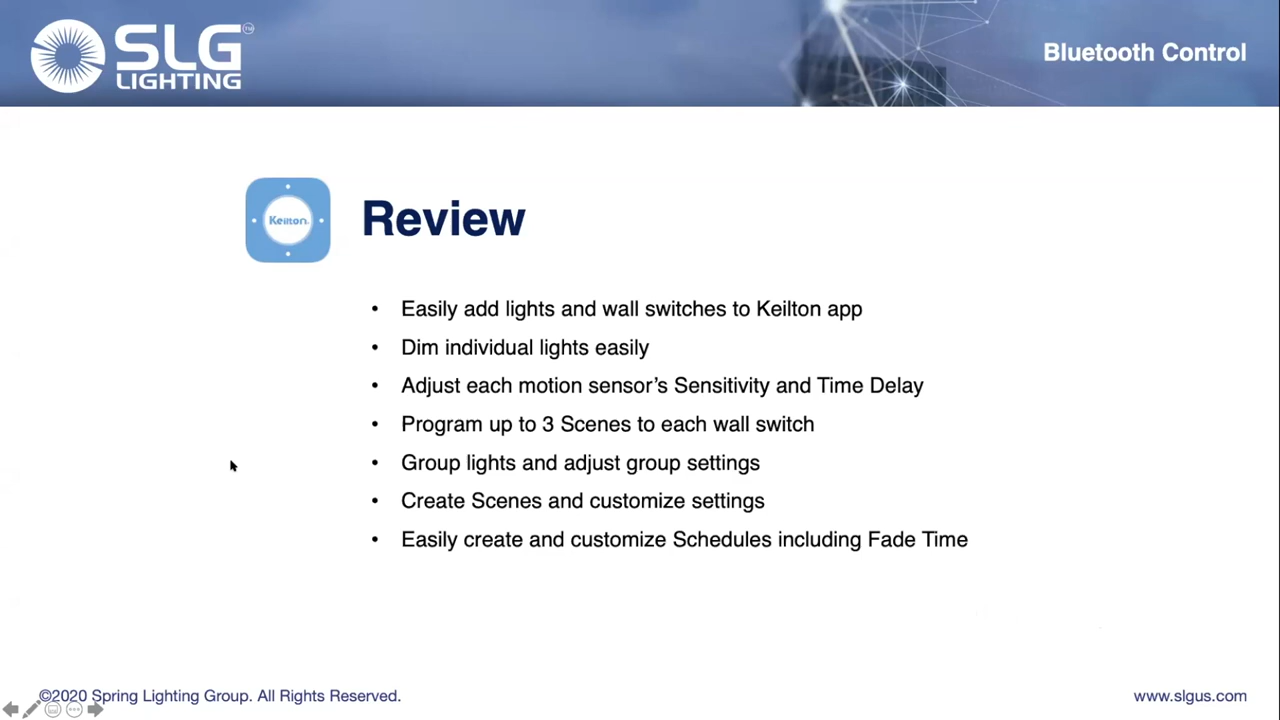 SLG TM
LIGHTING
Bluetooth Control
Keilton.
Review
• Easily add lights and wall switches to Keilton app
• Dim individual lights easily
• Adjust each motion sensor’s Sensitivity and Time Delay
• Program up to 3 Scenes to each wall switch
• Group lights and adjust group settings
• Create Scenes and customize settings
• Easily create and customize Schedules including Fade Time
©2020 Spring Lighting Group. All Rights Reserved.
www.slgus.com